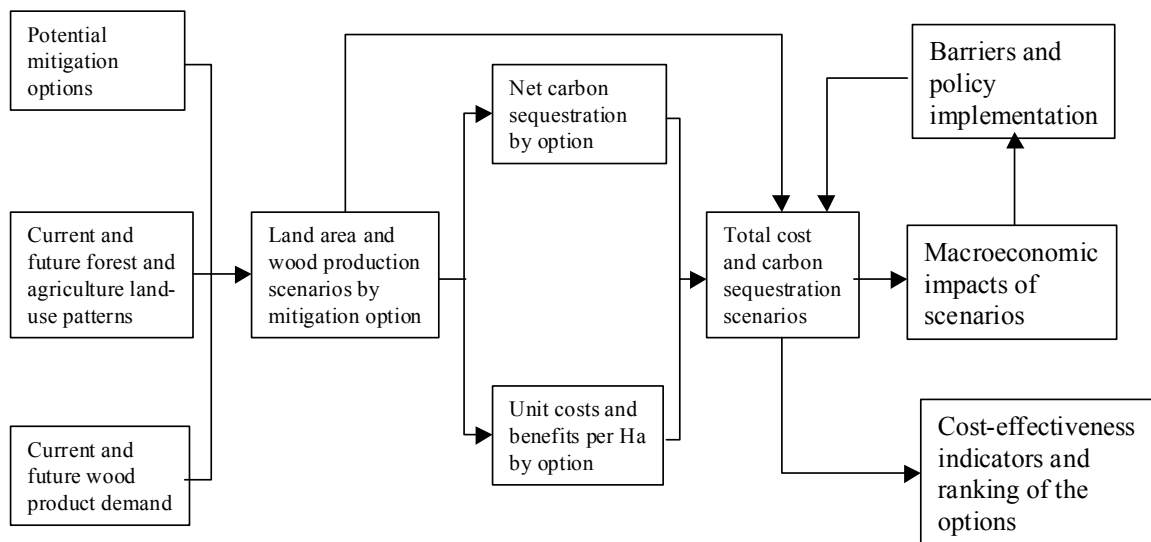 Potential
mitigation
options
Current and
future forest and
agriculture land-
use patterns
Current and
future wood
product demand
Land area and
wood production
scenarios by
mitigation option
Net carbon
sequestration
by option
Unit costs and
benefits per Ha
by option
Total cost
and carbon
sequestration
scenarios
Barriers and
policy
implementation
Macroeconomic
impacts of
scenarios
Cost-effectiveness
indicators and
ranking of the
options